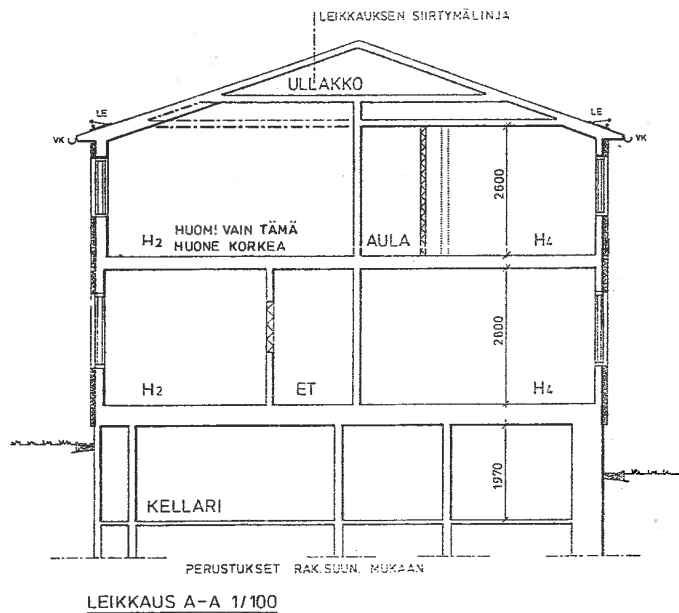 LEIKKAUKSEN SIIRTYMÄLINJA
ULLAKKO
LE
LE
VK
VK
2600
H2
HUOM! VAIN TÄMÄ
HUONE KORKEA
AULA
H4
2800
H2
ET
H4
1970
KELLARI
PERUSTUKSET RAK.SUUN. MUKAAN
LEIKKAUS A-A 1/100